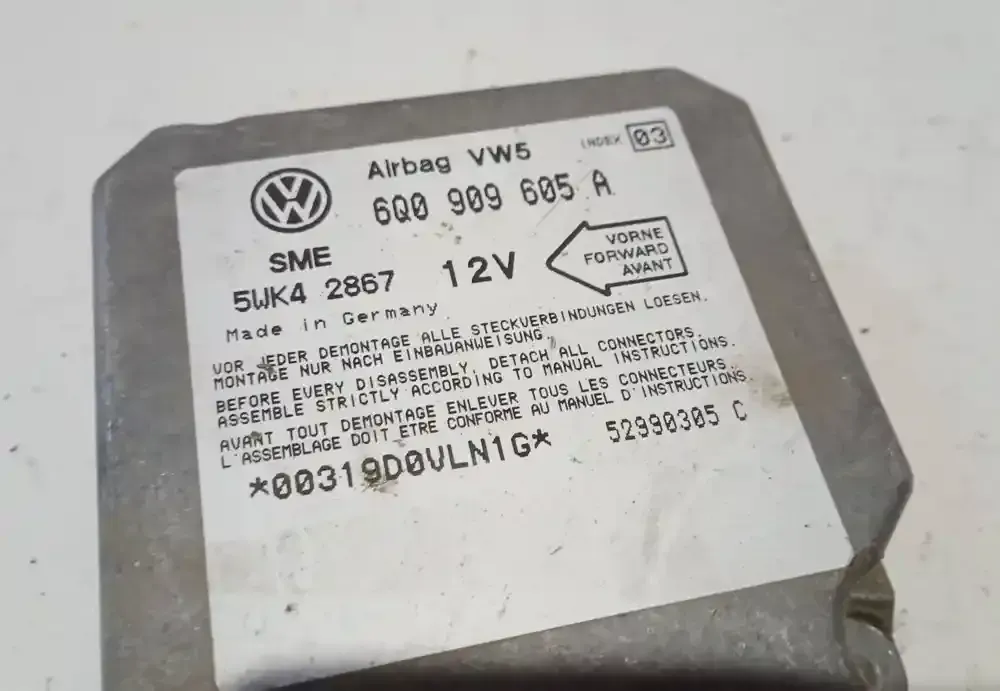 Airbag VW5
INDEX 03
6Q0 909 605 A
SME
5WK4 2867
12V
VORNE
FORWARD
AVANT
Made in Germany
VOR JEDER DEMONTAGE ALLE STECKVERBINDUNGEN LOESEN.
MONTAGE NUR NACH EINBAUANWEISUNG.
BEFORE EVERY DISASSEMBLY, DETACH ALL CONNECTORS.
ASSEMBLE STRICTLY ACCORDING TO MANUAL INSTRUCTIONS.
AVANT TOUT DEMONTAGE ENLEVER TOUS LES CONNECTEURS.
L'ASSEMBLAGE DOIT ETRE CONFORME AU MANUEL D'INSTRUCTIONS.
*00319D0VLN1G*
52990305 C